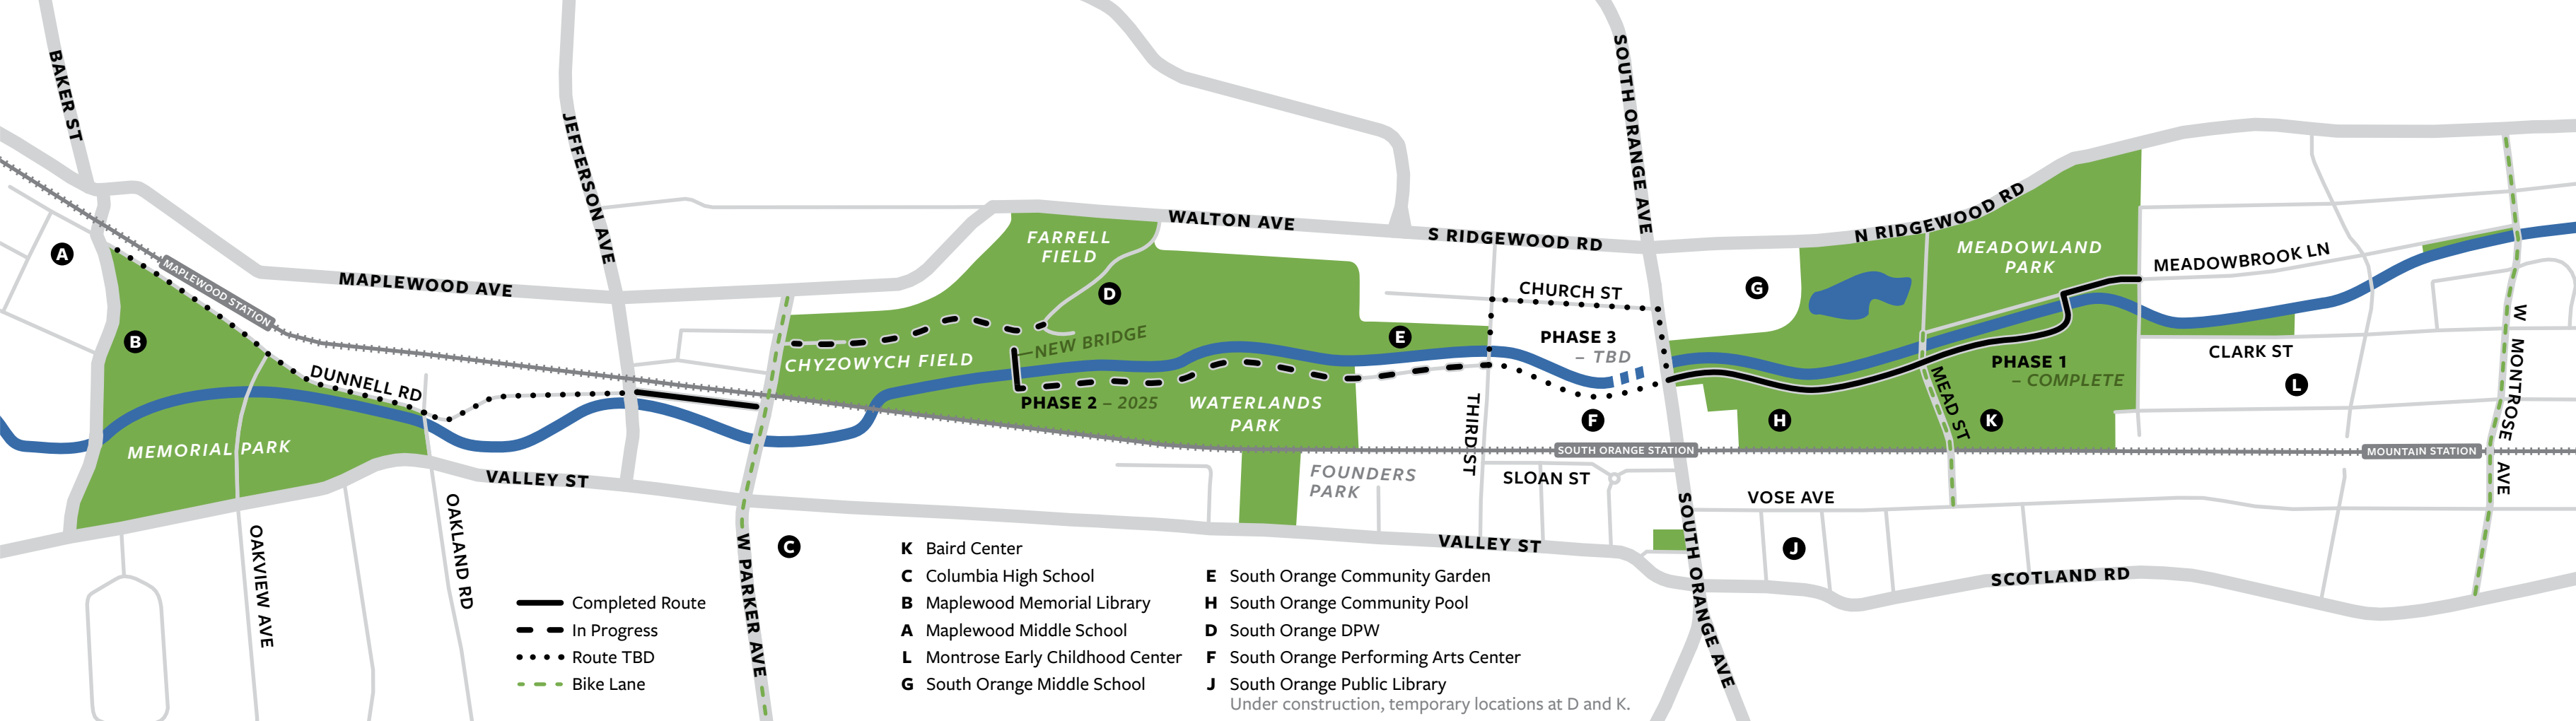 BAKER ST
JEFFERSON AVE
SOUTH ORANGE AVE
WALTON AVE
S RIDGEWOOD RD
N RIDGEWOOD RD
FARRELL
FIELD
MEADOWLAND
PARK
MEADOWBROOK LN
A
MAPLEWOOD STATION
MAPLEWOOD AVE
D
CHURCH ST
G
B
NEW BRIDGE
E
PHASE 3
– TBD
W MONTROSE AVE
CLARK ST
CHYZOWYCH FIELD
PHASE 1
– COMPLETE
DUNNELL RD
L
PHASE 2 – 2025
WATERLANDS
PARK
THIRD ST
F
H
MEAD ST
K
MEMORIAL PARK
SOUTH ORANGE STATION
MOUNTAIN STATION
VALLEY ST
FOUNDERS
PARK
SLOAN ST
VOSE AVE
OAKVIEW AVE
OAKLAND RD
W PARKER AVE
C
VALLEY ST
SOUTH ORANGE AVE
J
SCOTLAND RD
Completed Route
In Progress
Route TBD
Bike Lane
K Baird Center
C Columbia High School
B Maplewood Memorial Library
A Maplewood Middle School
L Montrose Early Childhood Center
G South Orange Middle School
E South Orange Community Garden
H South Orange Community Pool
D South Orange DPW
F South Orange Performing Arts Center
J South Orange Public Library
Under construction, temporary locations at D and K.